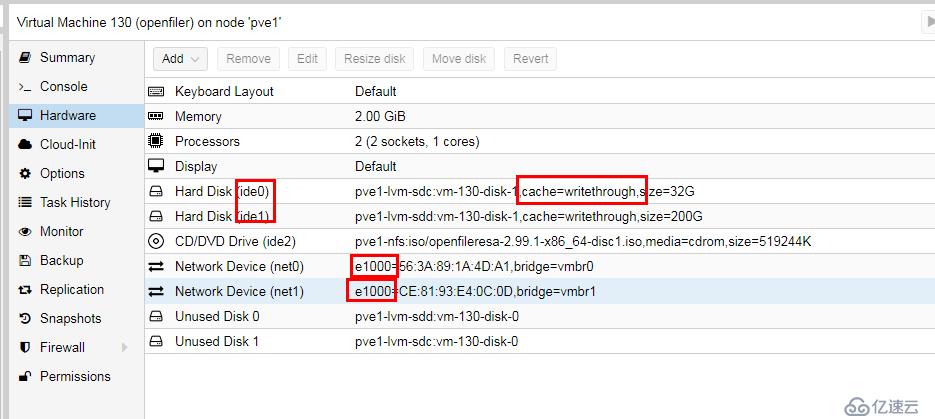 Virtual Machine 130 (openfiler) on node 'pve1'
Summary
Console
Hardware
Cloud-Init
Options
Task History
Monitor
Backup
Replication
Snapshots
Firewall
Permissions
Add Remove Edit Resize disk Move disk Revert
Keyboard Layout Default
Memory 2.00 GiB
Processors 2 (2 sockets, 1 cores)
Display Default
Hard Disk (ide0) pve1-lvm-sdc:vm-130-disk-1,cache=writethrough,size=32G
Hard Disk (ide1) pve1-lvm-sdd:vm-130-disk-1,cache=writethrough,size=200G
CD/DVD Drive (ide2) pve1-nfs:iso/openfileresa-2.99.1-x86_64-disc1.iso,media=cdrom,size=519244K
Network Device (net0) e1000=56:3A:89:1A:4D:A1,bridge=vmbr0
Network Device (net1) e1000=CE:81:93:E4:0C:0D,bridge=vmbr1
Unused Disk 0 pve1-lvm-sdd:vm-130-disk-0
Unused Disk 1 pve1-lvm-sdc:vm-130-disk-0
亿速云